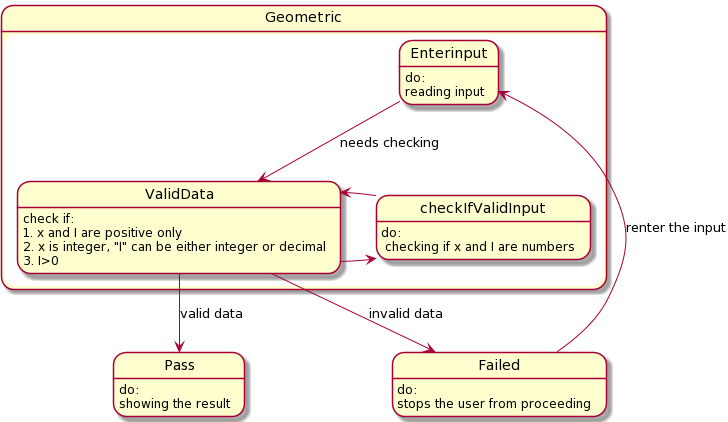 Geometric
Enterinput
do:
reading input
needs checking
ValidData
check if:
1. x and I are positive only
2. x is integer, "I" can be either integer or decimal
3. I>0
checkIfValidInput
do:
checking if x and I are numbers
renter the input
valid data
invalid data
Pass
do:
showing the result
Failed
do:
stops the user from proceeding